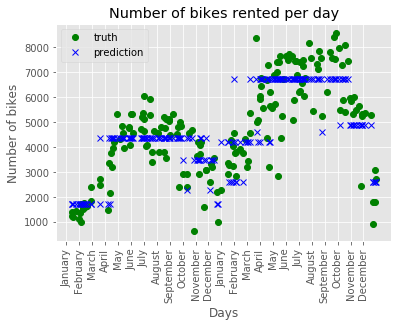 Number of bikes rented per day
truth
prediction
Number of bikes
8000
7000
6000
5000
4000
3000
2000
1000
January
February
March
April
May
June
July
August
September
October
November
December
January
February
March
April
May
June
July
August
September
October
November
December
Days